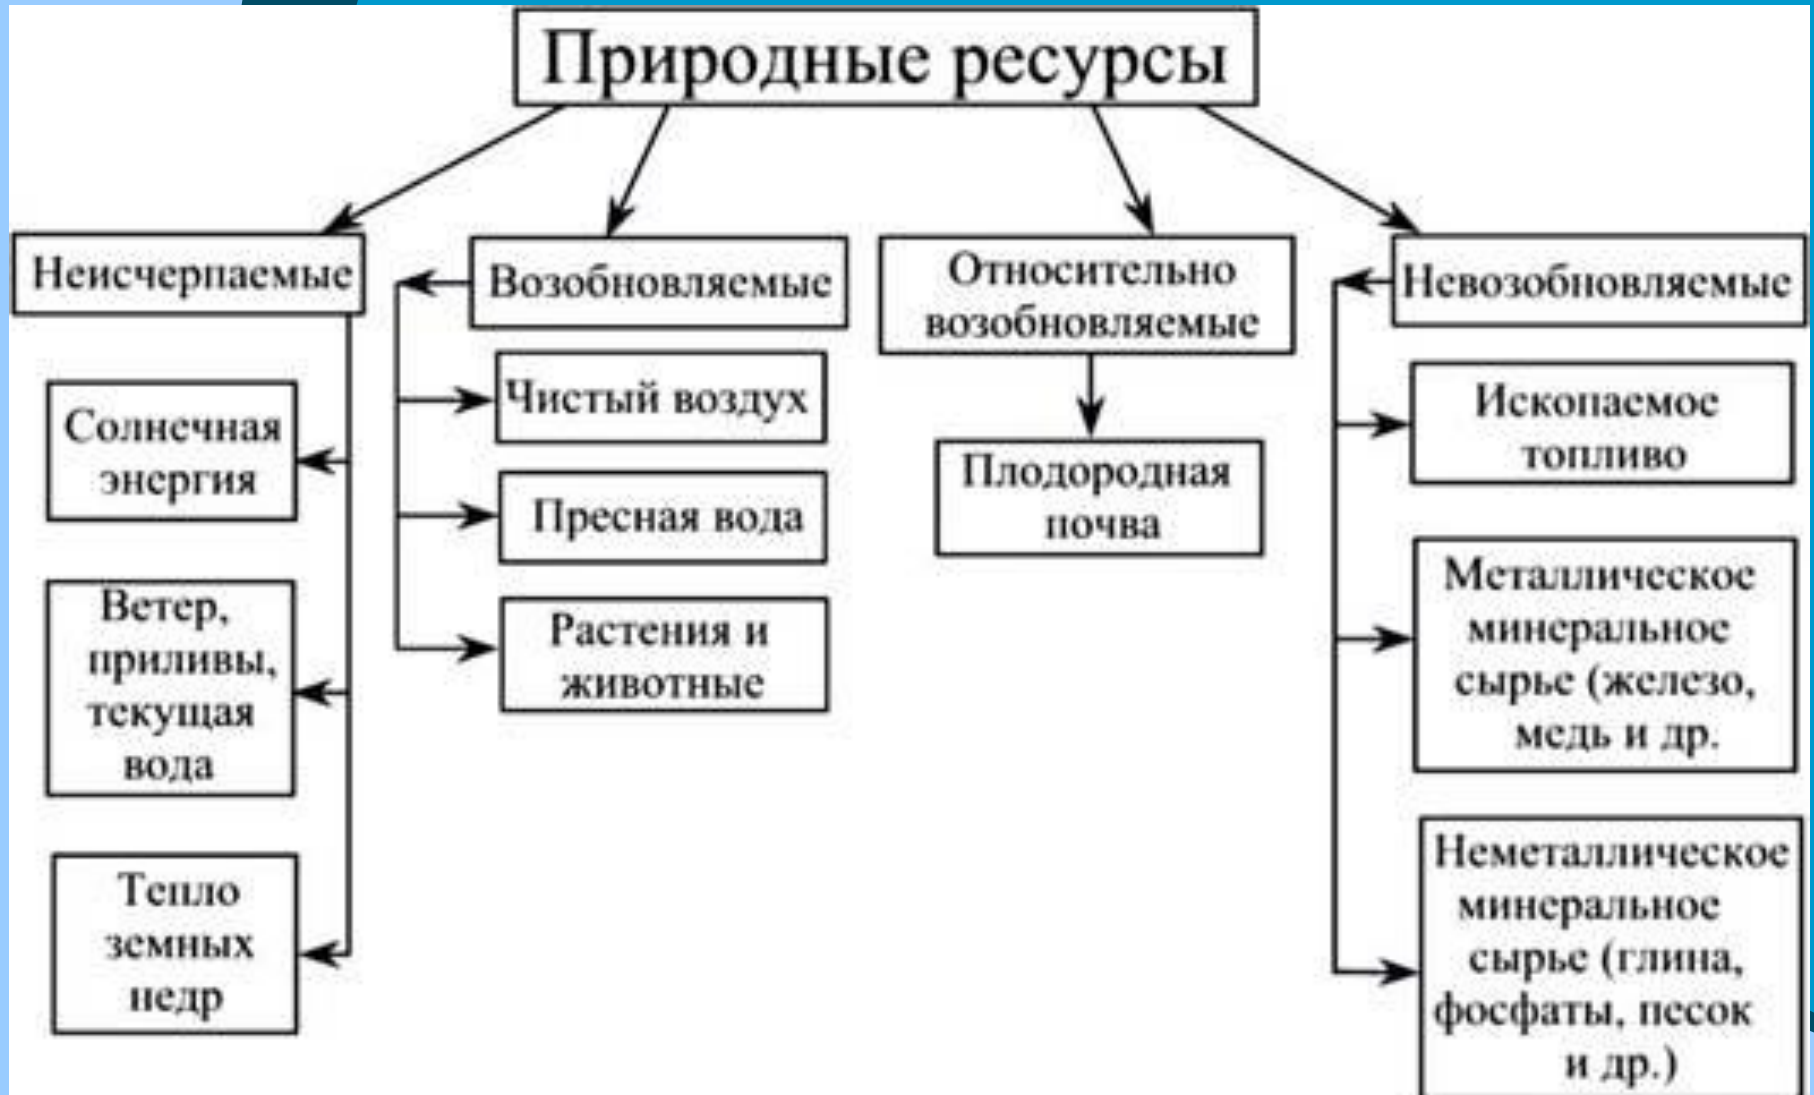 Природные ресурсы
Неисчерпаемые
Солнечная
энергия
Ветер,
приливы,
текущая
вода
Тепло
земных
недр
Возобновляемые
Чистый воздух
Пресная вода
Растения и
животные
Относительно
возобновляемые
Плодородная
почва
Невозобновляемые
Ископаемое
топливо
Металлическое
минеральное
сырье (железо,
медь и др.
Неметаллическое
минеральное
сырье (глина,
фосфаты, песок
и др.)